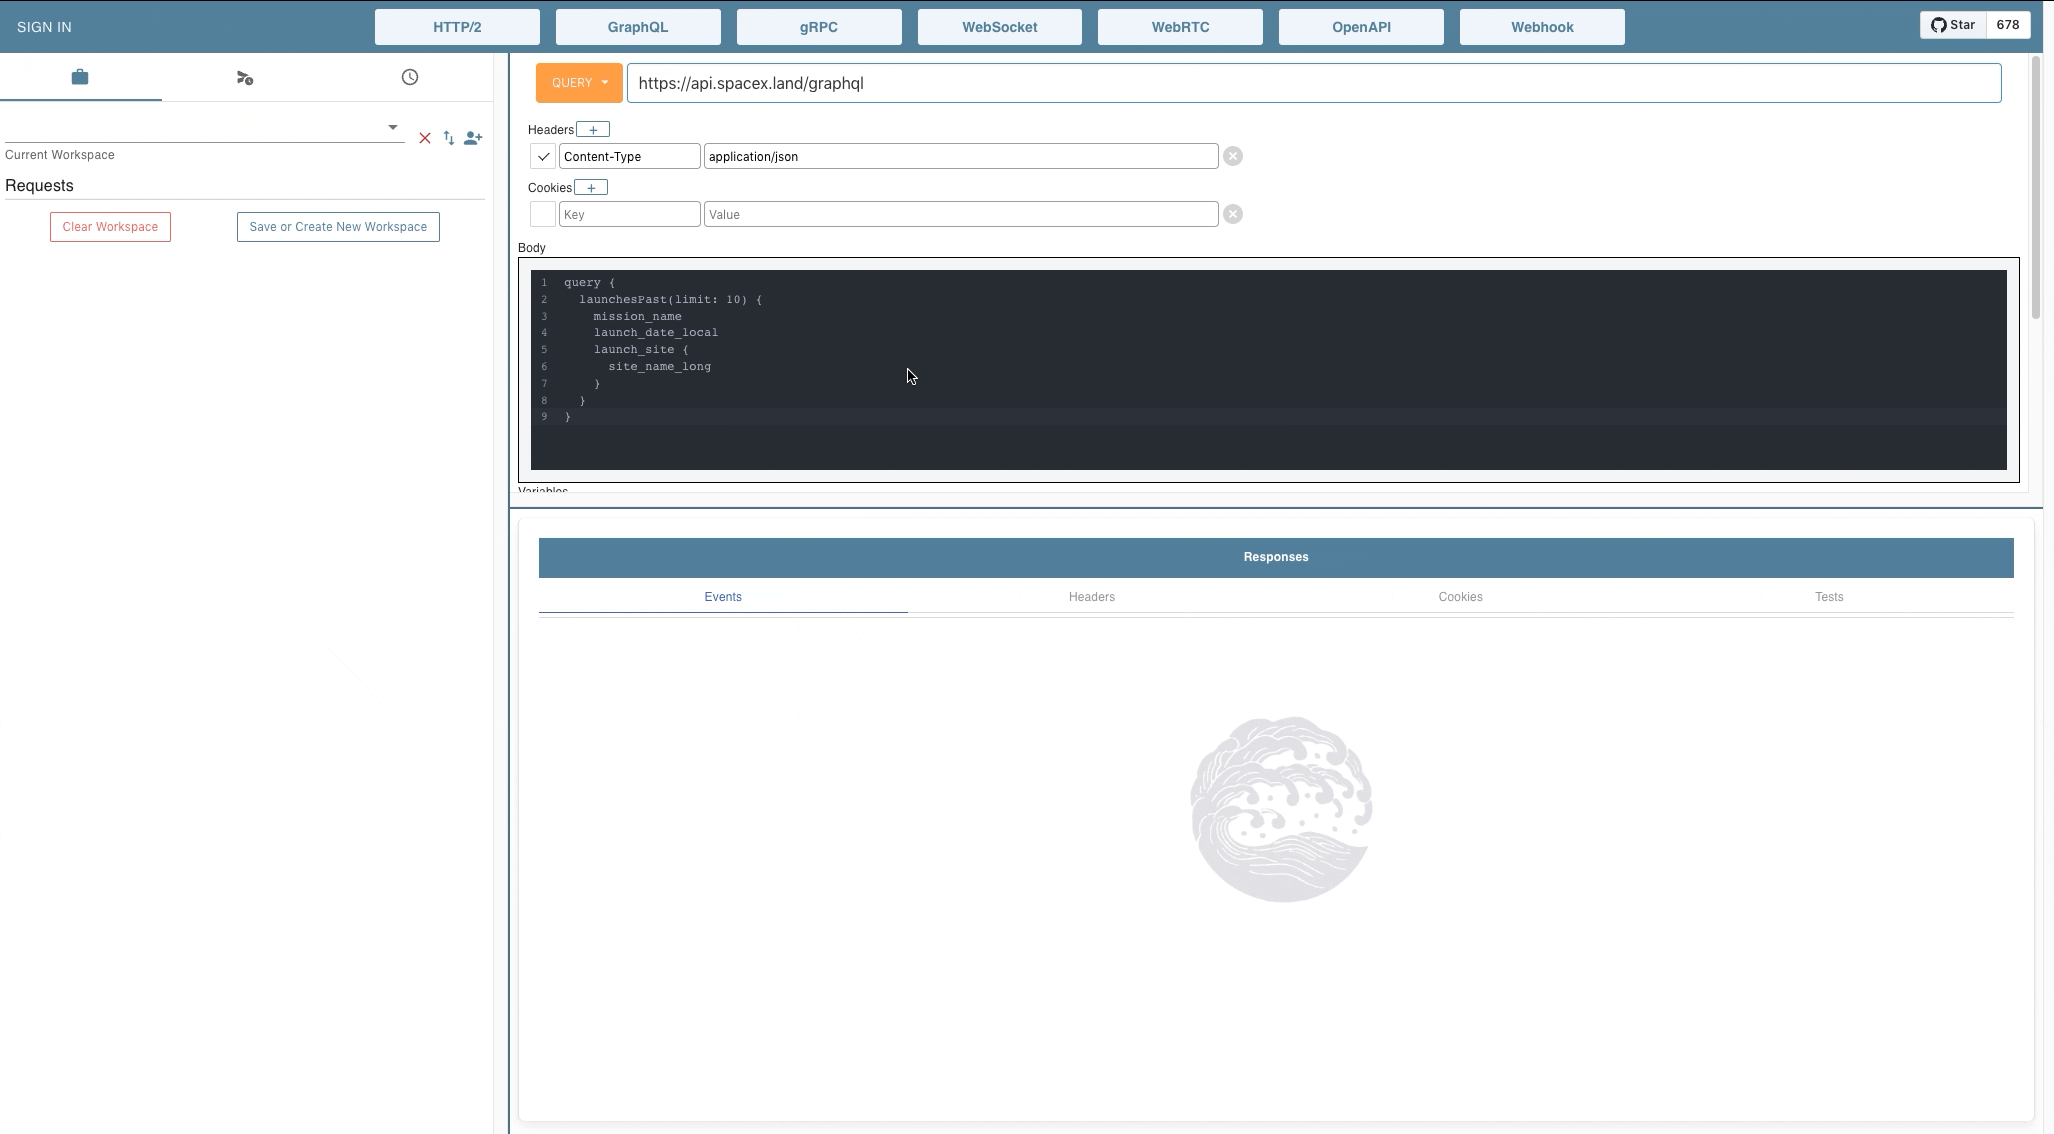 SIGN IN
HTTP/2 GraphQL gRPC WebSocket WebRTC OpenAPI Webhook
Star 678
Current Workspace
Requests
Clear Workspace Save or Create New Workspace
QUERY https://api.spacex.land/graphql
Headers +
Content-Type application/json
Cookies +
Key Value
Body
1 query {
2 launchesPast(limit: 10) {
3 mission_name
4 launch_date_local
5 launch_site {
6 site_name_long
7 }
8 }
9 }
Variables
Responses
Events Headers Cookies Tests